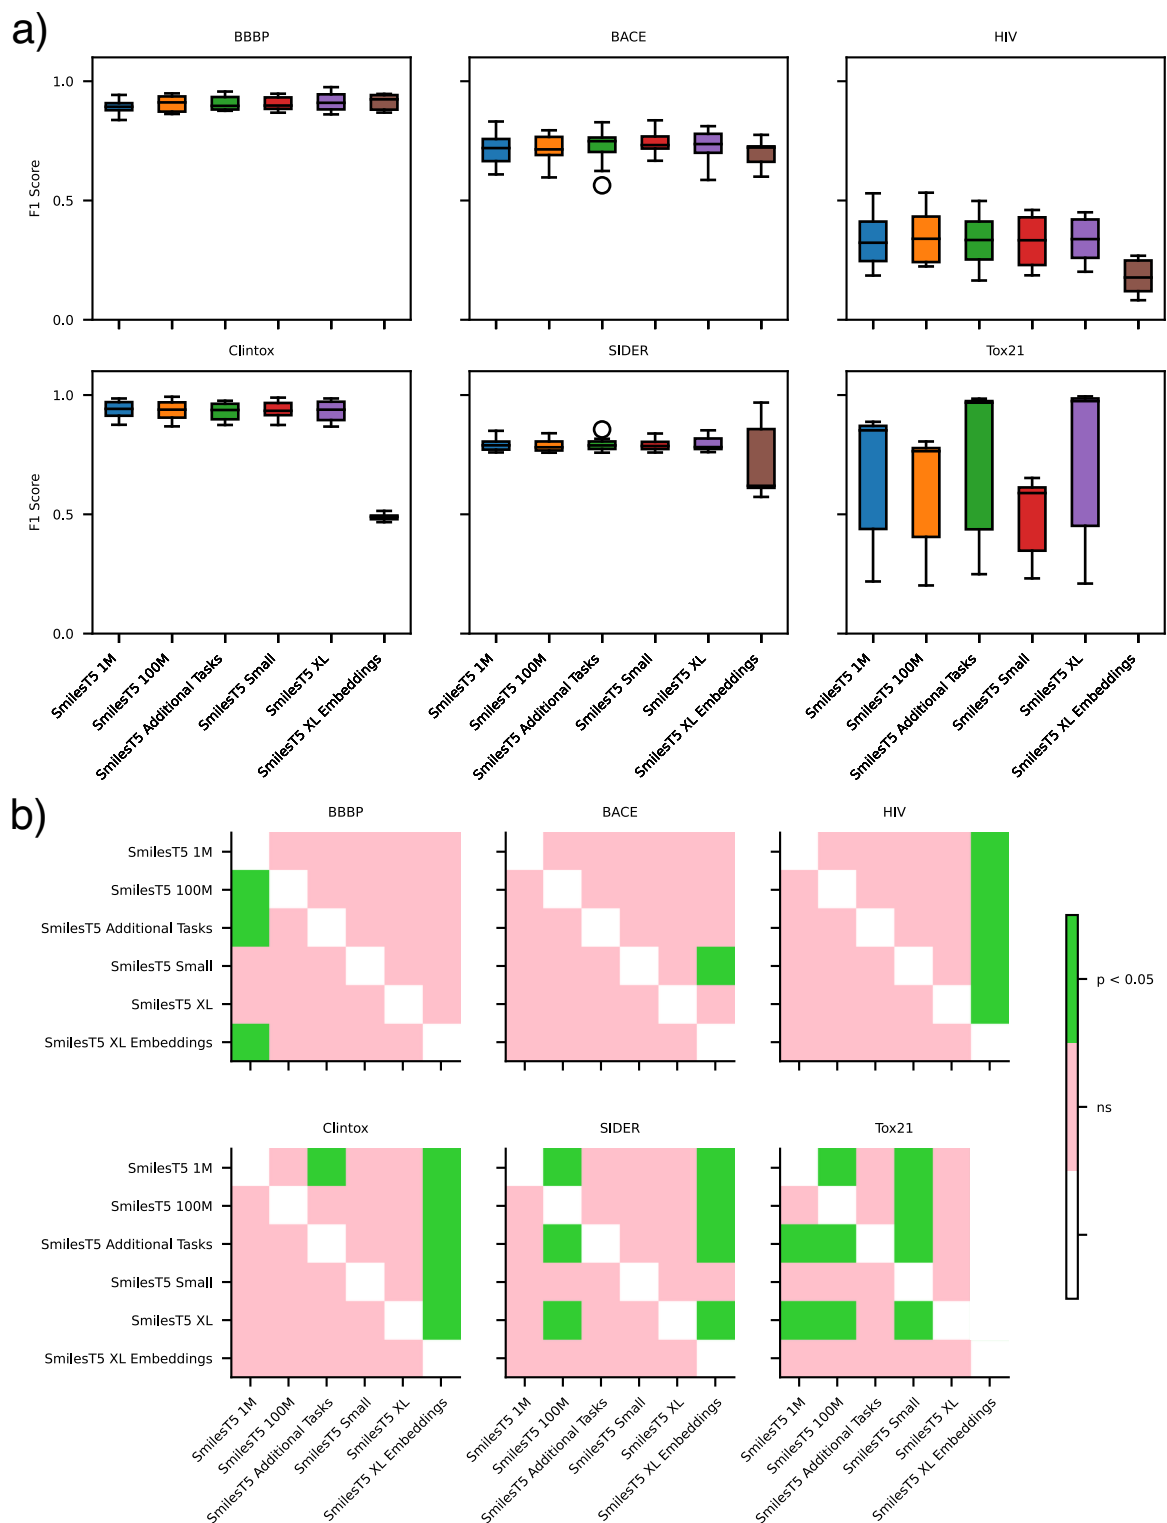 a)
BBBP
BACE
HIV
F1 Score
1.0
0.5
0.0
Clintox
SIDER
Tox21
F1 Score
1.0
0.5
0.0
SmilesT5 1M
SmilesT5 100M
SmilesT5 Additional Tasks
SmilesT5 Small
SmilesT5 XL
SmilesT5 XL Embeddings
SmilesT5 1M
SmilesT5 100M
SmilesT5 Additional Tasks
SmilesT5 Small
SmilesT5 XL
SmilesT5 XL Embeddings
SmilesT5 1M
SmilesT5 100M
SmilesT5 Additional Tasks
SmilesT5 Small
SmilesT5 XL
SmilesT5 XL Embeddings
b)
BBBP
BACE
HIV
SmilesT5 1M
SmilesT5 100M
SmilesT5 Additional Tasks
SmilesT5 Small
SmilesT5 XL
SmilesT5 XL Embeddings
p < 0.05
ns
Clintox
SIDER
Tox21
SmilesT5 1M
SmilesT5 100M
SmilesT5 Additional Tasks
SmilesT5 Small
SmilesT5 XL
SmilesT5 XL Embeddings
SmilesT5 1M
SmilesT5 100M
SmilesT5 Additional Tasks
SmilesT5 Small
SmilesT5 XL
SmilesT5 XL Embeddings
SmilesT5 1M
SmilesT5 100M
SmilesT5 Additional Tasks
SmilesT5 Small
SmilesT5 XL
SmilesT5 XL Embeddings
SmilesT5 1M
SmilesT5 100M
SmilesT5 Additional Tasks
SmilesT5 Small
SmilesT5 XL
SmilesT5 XL Embeddings